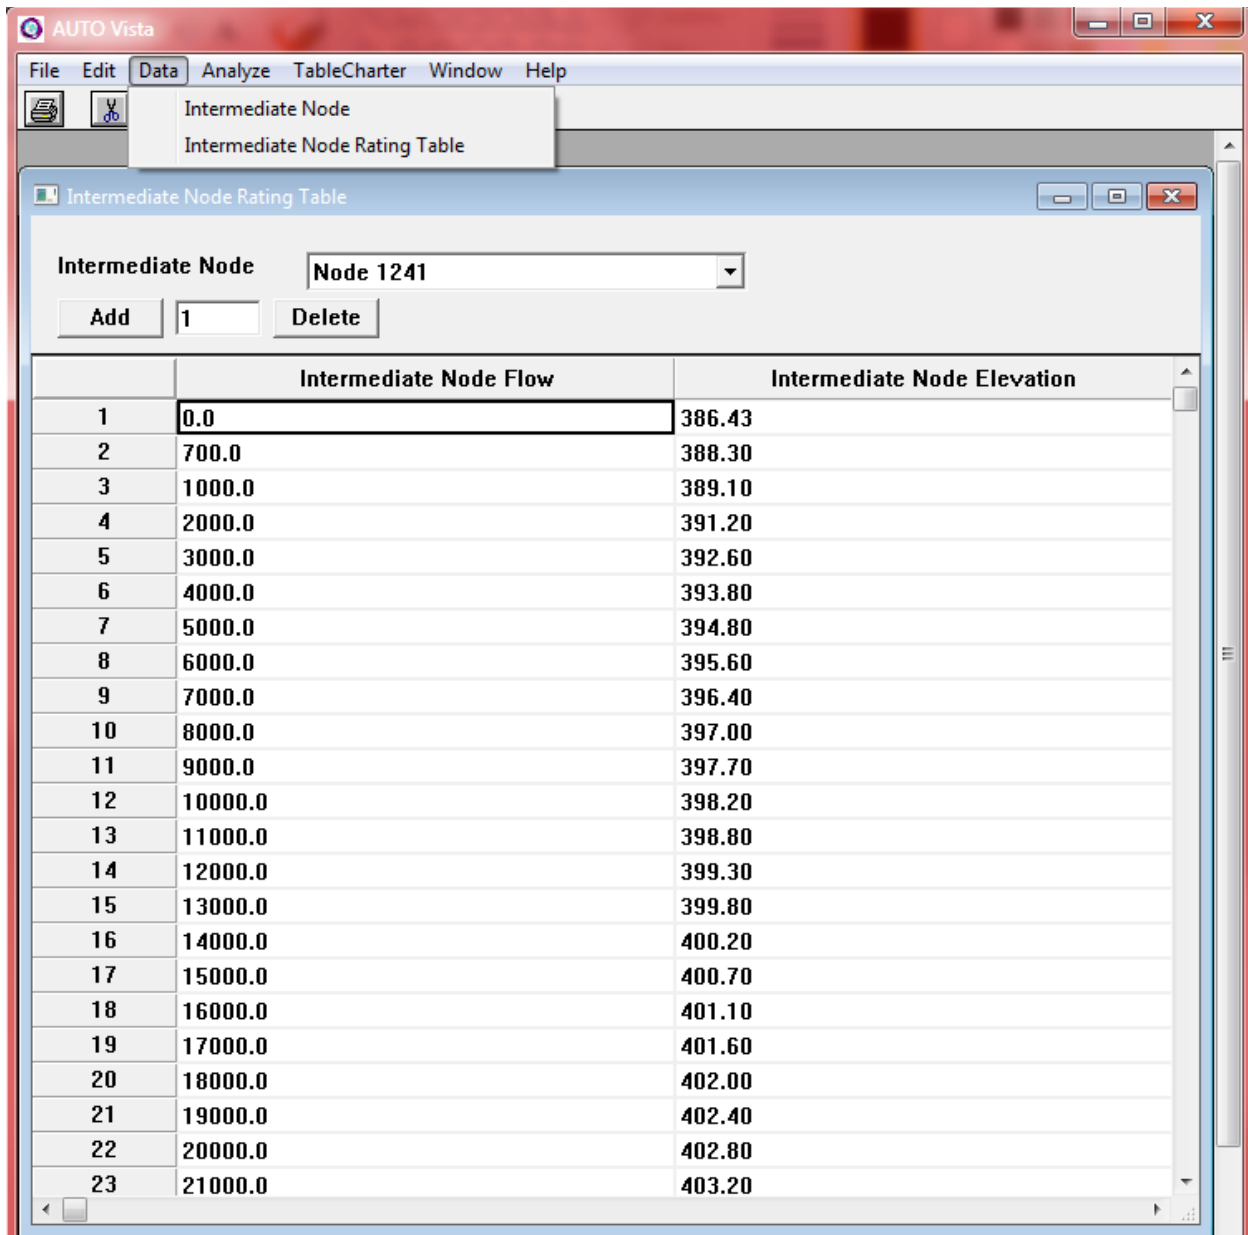 AUTO Vista
File Edit Data Analyze TableCharter Window Help
Intermediate Node
Intermediate Node Rating Table
Intermediate Node Rating Table
Intermediate Node Node 1241
Add 1 Delete
Intermediate Node Flow Intermediate Node Elevation
1 0.0 386.43
2 700.0 388.30
3 1000.0 389.10
4 2000.0 391.20
5 3000.0 392.60
6 4000.0 393.80
7 5000.0 394.80
8 6000.0 395.60
9 7000.0 396.40
10 8000.0 397.00
11 9000.0 397.70
12 10000.0 398.20
13 11000.0 398.80
14 12000.0 399.30
15 13000.0 399.80
16 14000.0 400.20
17 15000.0 400.70
18 16000.0 401.10
19 17000.0 401.60
20 18000.0 402.00
21 19000.0 402.40
22 20000.0 402.80
23 21000.0 403.20